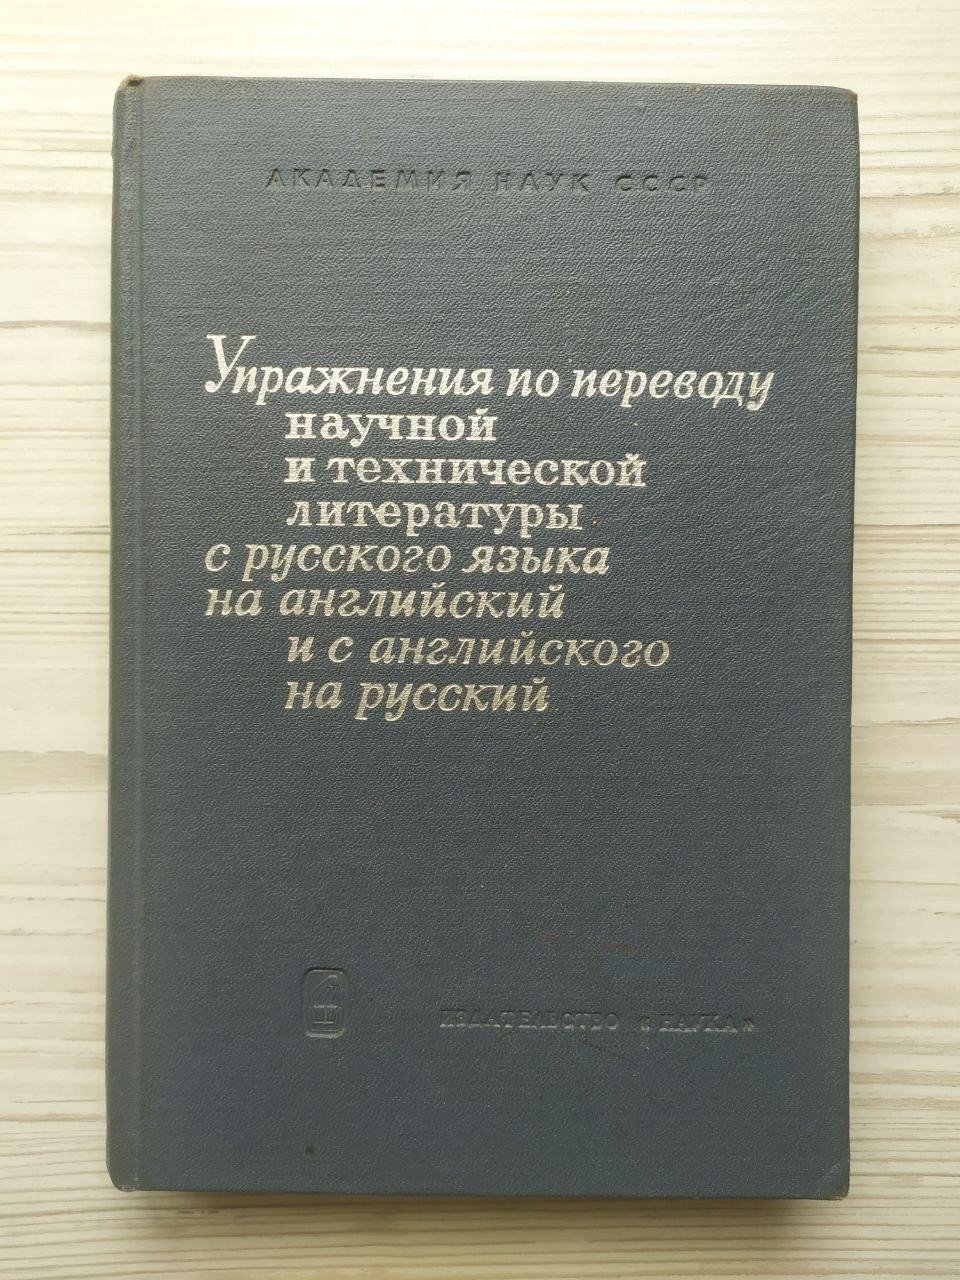 АКАДЕМИЯ НАУК СССР
Упражнения по переводу
научной
и технической
литературы
с русского языка
на английский
и с английского
на русский
ИЗДАТЕЛЬСТВО «НАУКА»